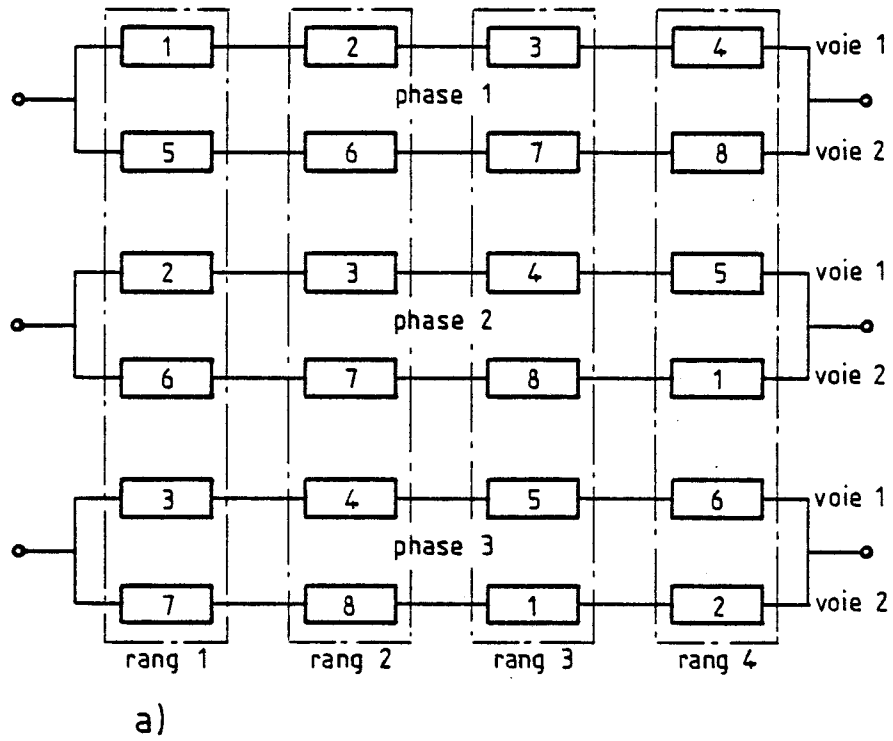 1 2 3 4 voie 1
phase 1
5 6 7 8 voie 2
2 3 4 5 voie 1
phase 2
6 7 8 1 voie 2
3 4 5 6 voie 1
phase 3
7 8 1 2 voie 2
rang 1 rang 2 rang 3 rang 4
a)